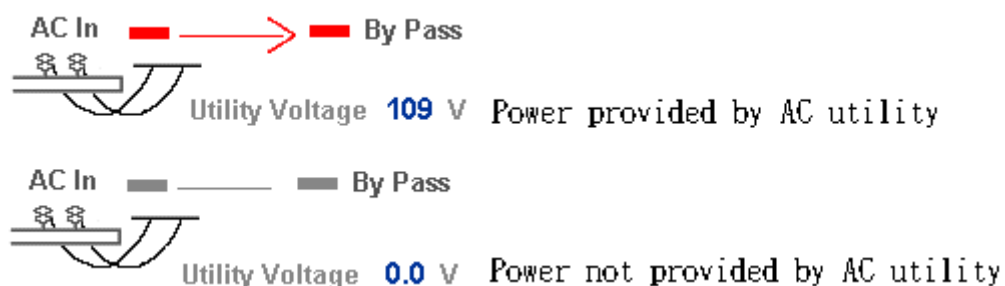 AC In By Pass
Utility Voltage 109 V Power provided by AC utility
AC In By Pass
Utility Voltage 0.0 V Power not provided by AC utility